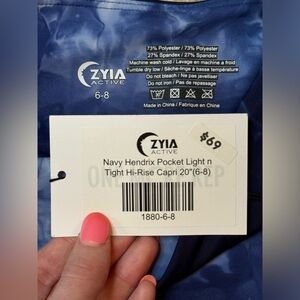 ZYIA
ACTIVE
6-8
73% Polyester / 73% Polyester
27% Spandex / 27% Spandex
Machine wash cold / Lavage en machine a froid
Tumble dry low / Sèche-linge à basse température
Do not bleach / Ne pas javelliser
Do not iron / Pas de repassage
Made in China / Fabrique en Chine
ZYIA
ACTIVE
$69
Navy Hendrix Pocket Light n
Tight Hi-Rise Capri 20"(6-8)
1880-6-8